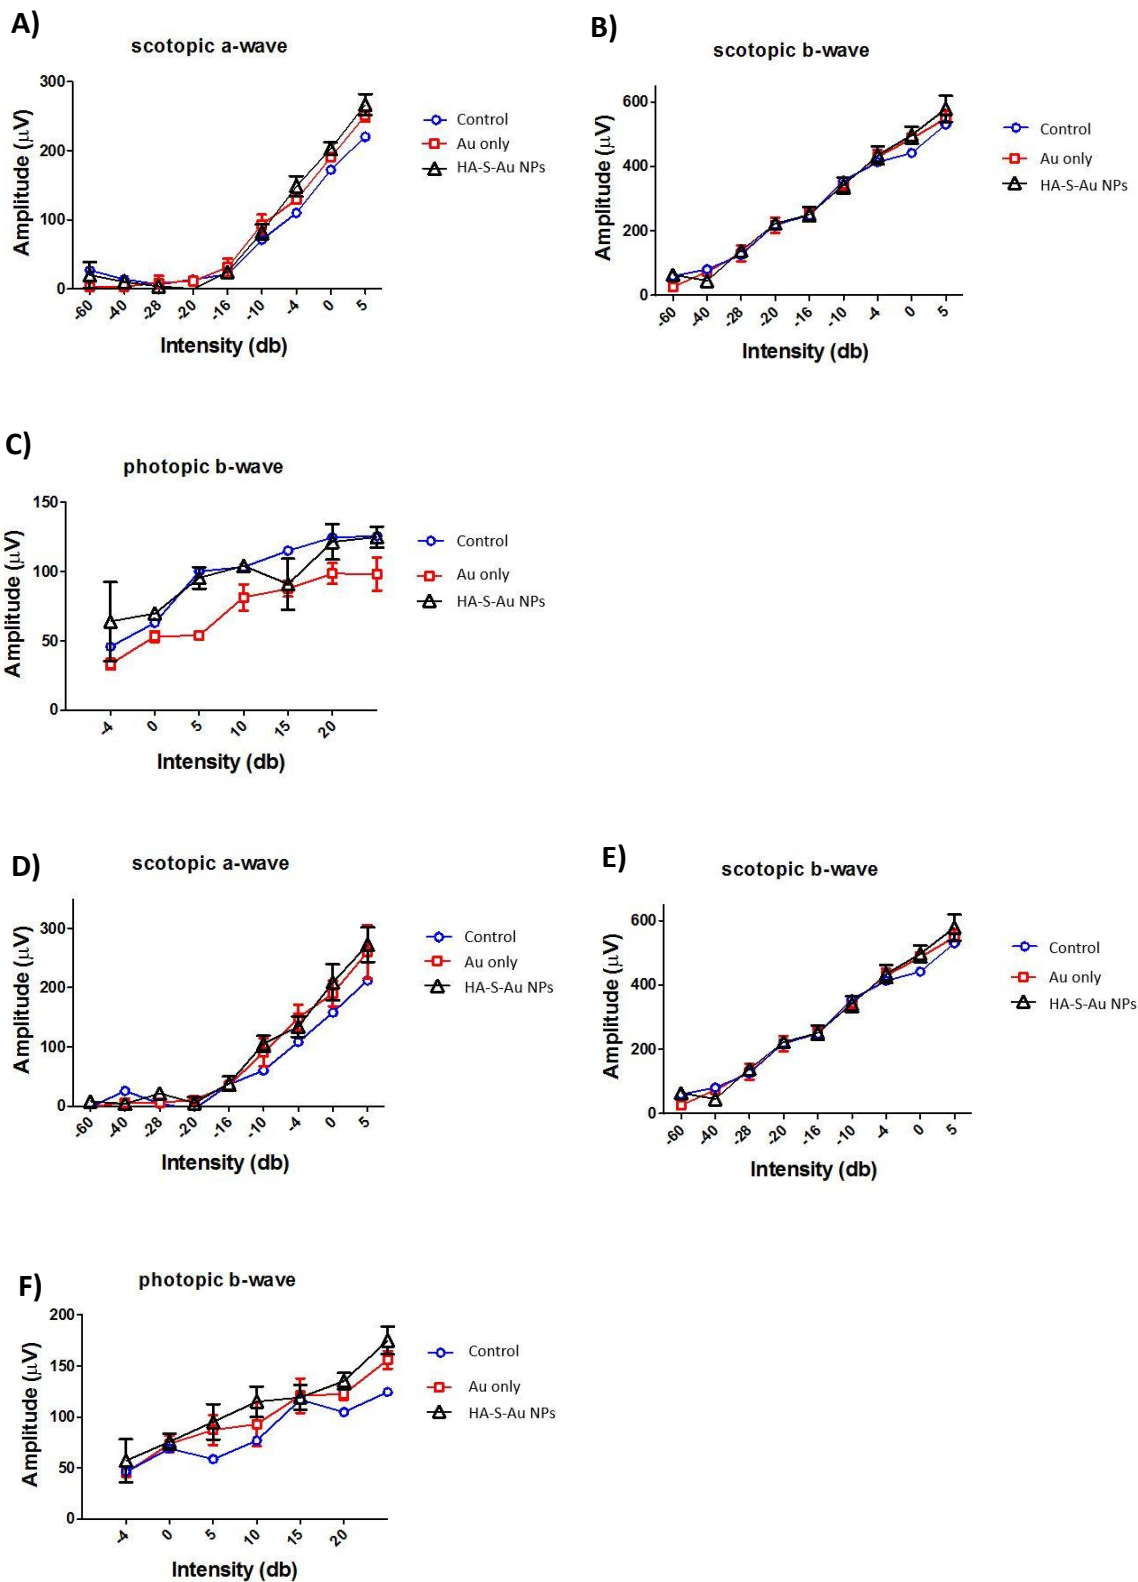 A)
scotopic a-wave
300
200
100
0
Amplitude (μV)
-60 -40 -28 -20 -16 -10 -4 0 5
Intensity (db)
Control
Au only
HA-S-Au NPs
B)
scotopic b-wave
600
400
200
0
Amplitude (μV)
-60 -40 -28 -20 -16 -10 -4 0 5
Intensity (db)
Control
Au only
HA-S-Au NPs
C)
photopic b-wave
150
100
50
0
Amplitude (μV)
-4 0 5 10 15 20
Intensity (db)
Control
Au only
HA-S-Au NPs
D)
scotopic a-wave
300
200
100
0
Amplitude (μV)
-60 -40 -28 -20 -16 -10 -4 0 5
Intensity (db)
Control
Au only
HA-S-Au NPs
E)
scotopic b-wave
600
400
200
0
Amplitude (μV)
-60 -40 -28 -20 -16 -10 -4 0 5
Intensity (db)
Control
Au only
HA-S-Au NPs
F)
photopic b-wave
200
150
100
50
0
Amplitude (μV)
-4 0 5 10 15 20
Intensity (db)
Control
Au only
HA-S-Au NPs